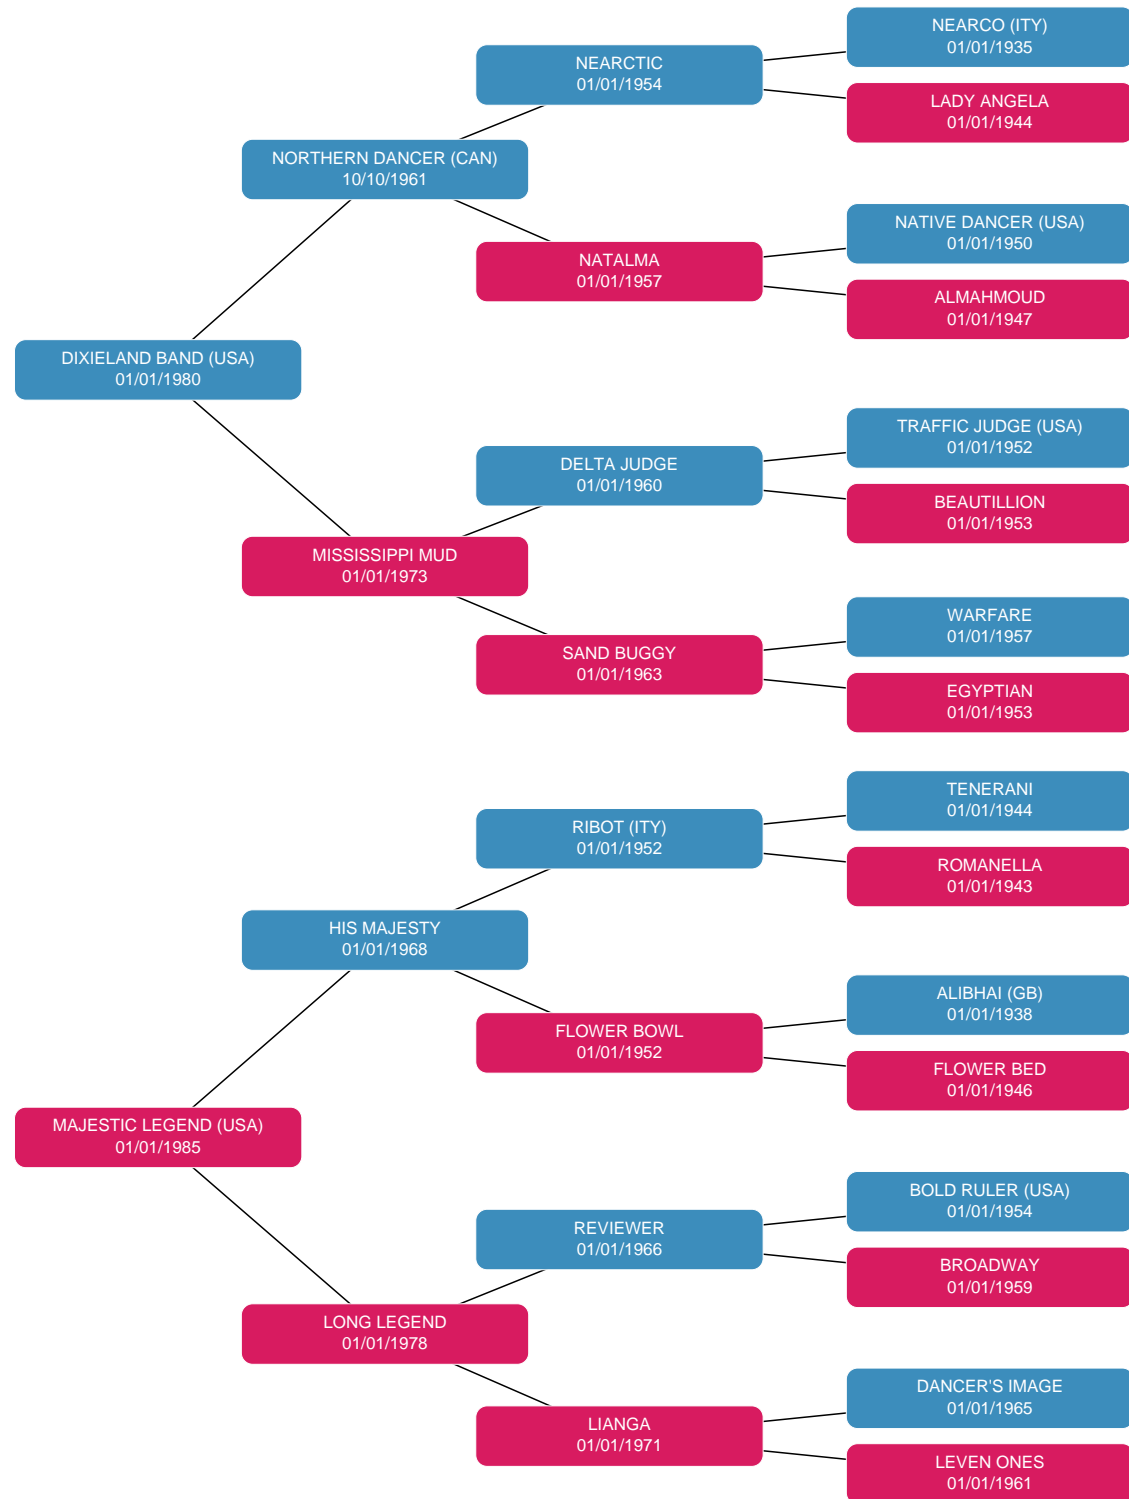 NEARCO (ITY)
01/01/1935
NEARCTIC
01/01/1954
LADY ANGELA
01/01/1944
NORTHERN DANCER (CAN)
10/10/1961
NATIVE DANCER (USA)
01/01/1950
NATALMA
01/01/1957
ALMAHMOUD
01/01/1947
DIXIELAND BAND (USA)
01/01/1980
TRAFFIC JUDGE (USA)
01/01/1952
DELTA JUDGE
01/01/1960
BEAUTILLION
01/01/1953
MISSISSIPPI MUD
01/01/1973
WARFARE
01/01/1957
SAND BUGGY
01/01/1963
EGYPTIAN
01/01/1953
TENERANI
01/01/1944
RIBOT (ITY)
01/01/1952
ROMANELLA
01/01/1943
HIS MAJESTY
01/01/1968
ALIBHAI (GB)
01/01/1938
FLOWER BOWL
01/01/1952
FLOWER BED
01/01/1946
MAJESTIC LEGEND (USA)
01/01/1985
BOLD RULER (USA)
01/01/1954
REVIEWER
01/01/1966
BROADWAY
01/01/1959
LONG LEGEND
01/01/1978
DANCER'S IMAGE
01/01/1965
LIANGA
01/01/1971
LEVEN ONES
01/01/1961